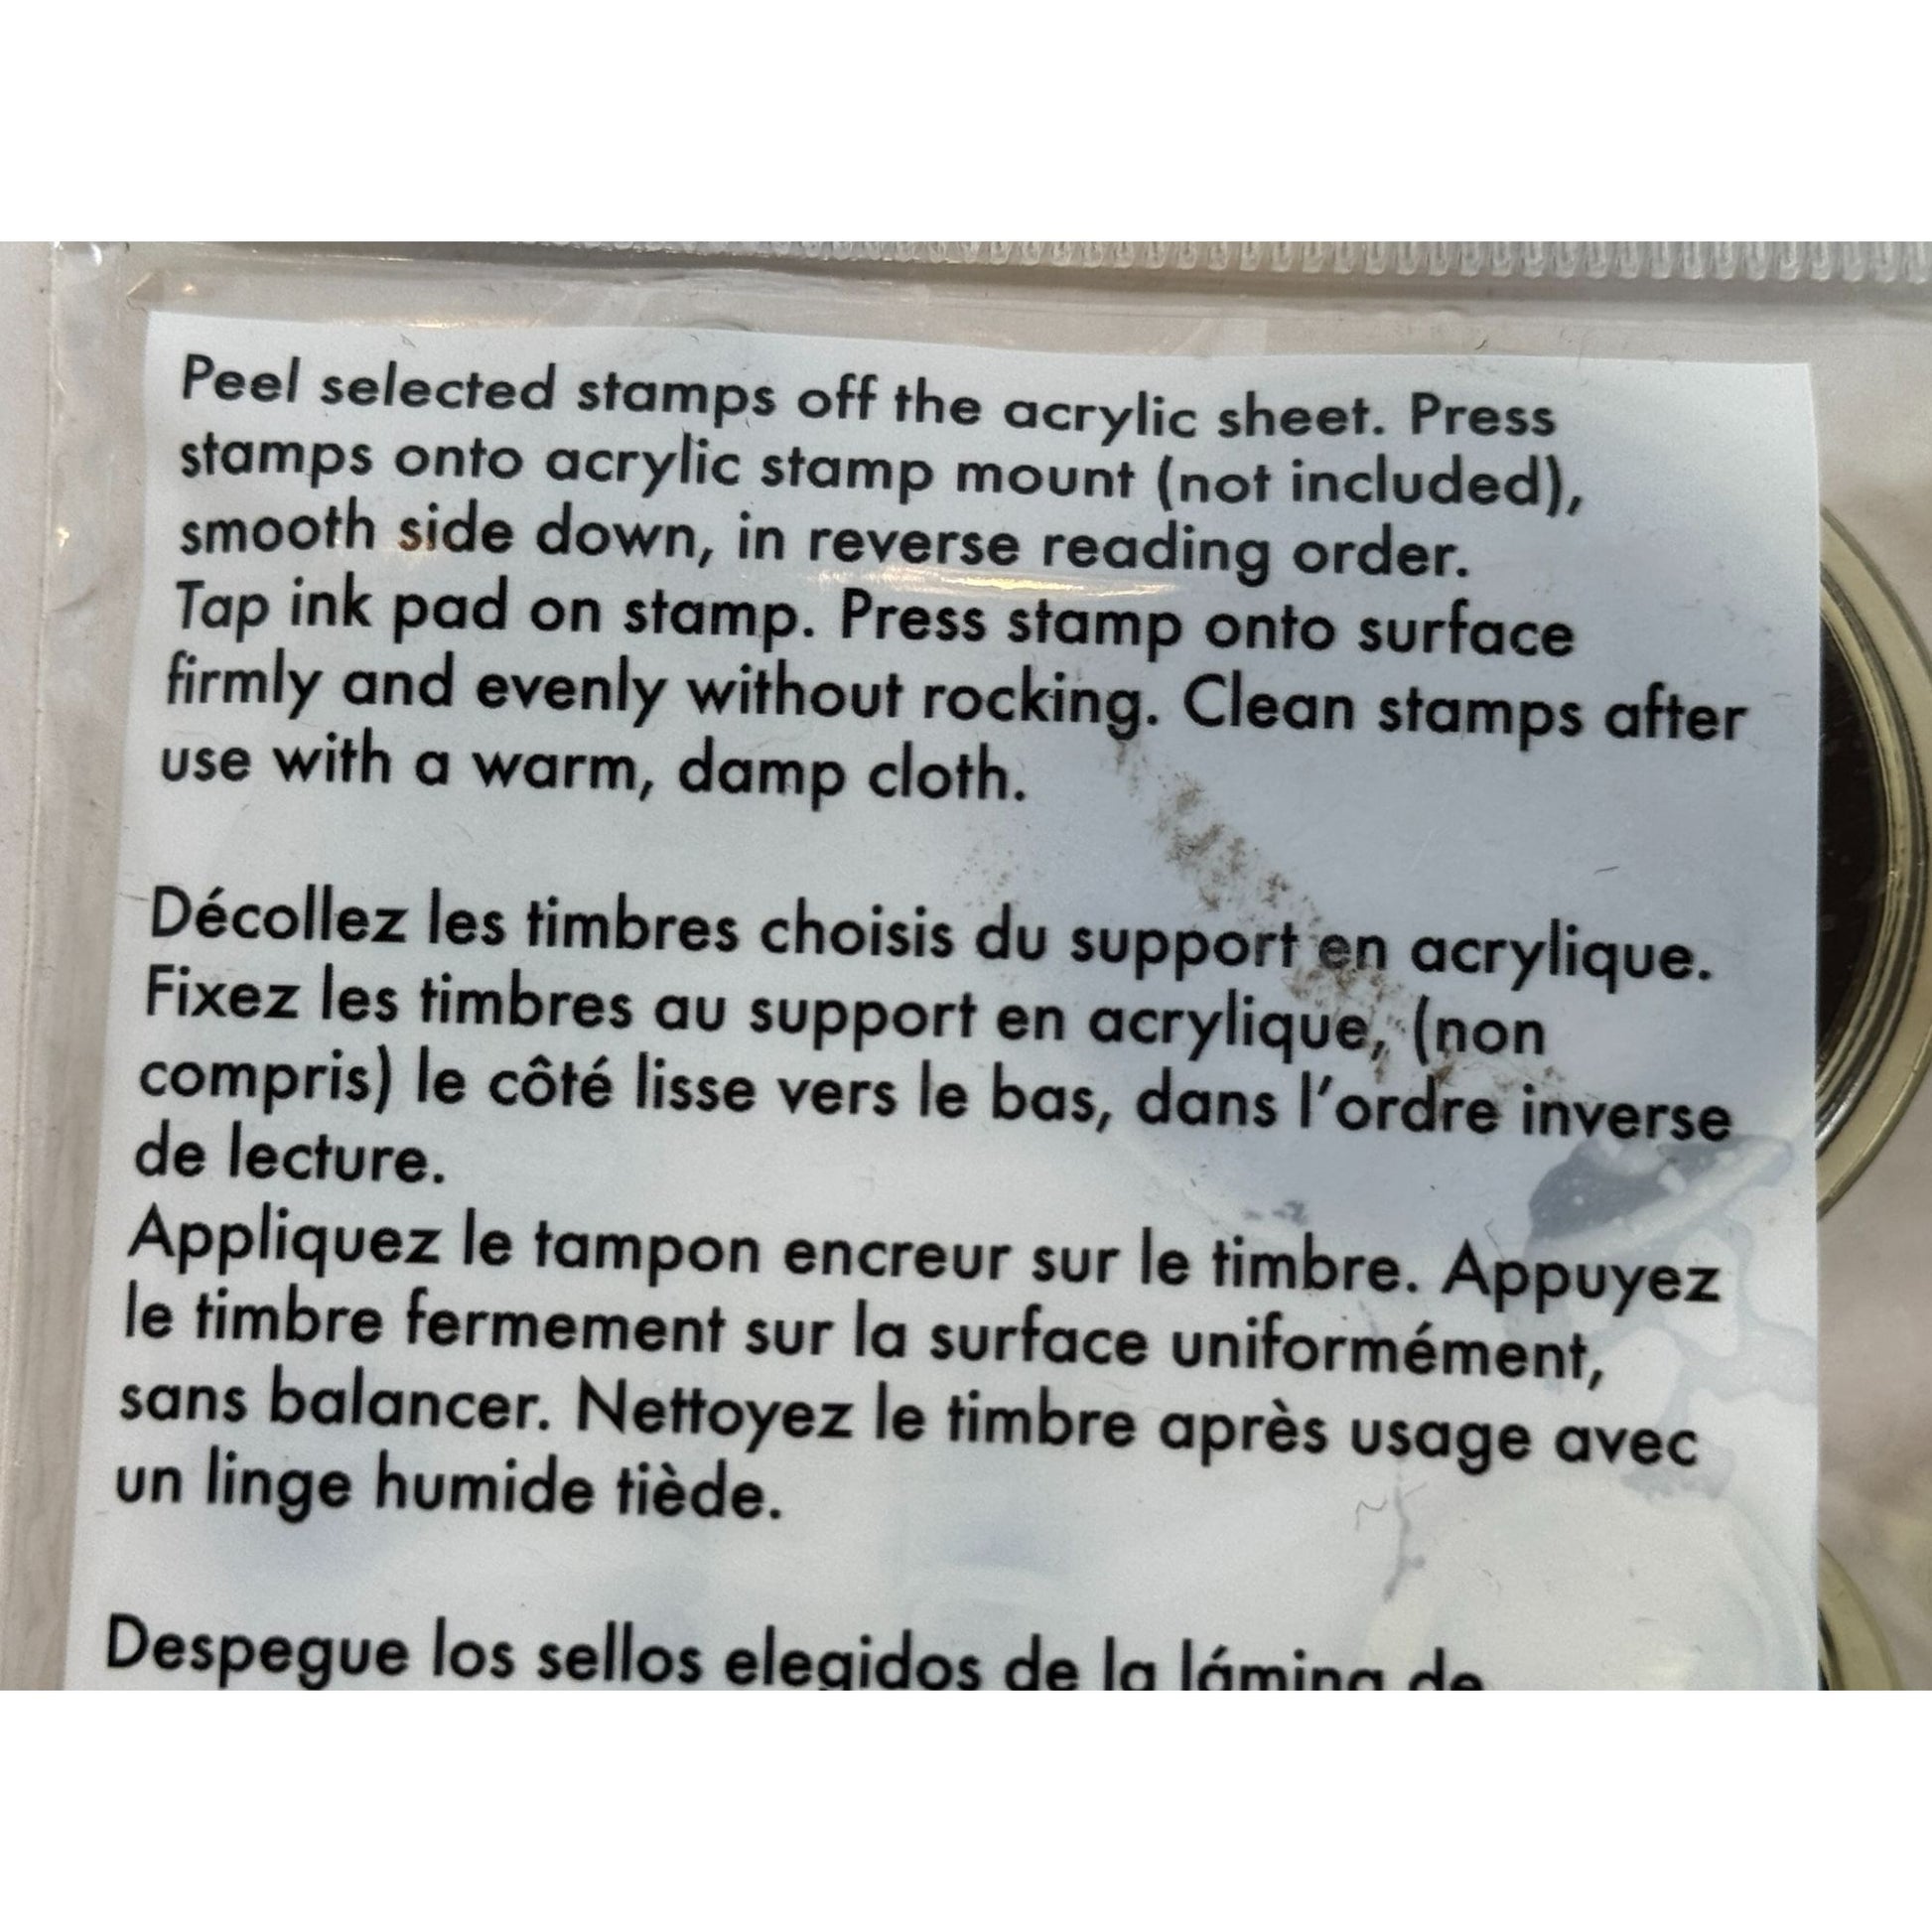 Peel selected stamps off the acrylic sheet. Press
stamps onto acrylic stamp mount (not included),
smooth side down, in reverse reading order.
Tap ink pad on stamp. Press stamp onto surface
firmly and evenly without rocking. Clean stamps after
use with a warm, damp cloth.
Décollez les timbres choisis du support en acrylique.
Fixez les timbres au support en acrylique, (non
compris) le côté lisse vers le bas, dans l'ordre inverse
de lecture.
Appliquez le tampon encreur sur le timbre. Appuyez
le timbre fermement sur la surface uniformément,
sans balancer. Nettoyez le timbre après usage avec
un linge humide tiède.
Despegue los sellos elegidos de la lámina de